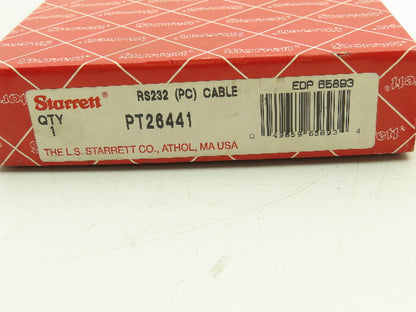 Starrett
RS232 (PC) CABLE
EDP 65893
QTY
1
PT26441
THE L.S. STARRETT CO., ATHOL, MA USA